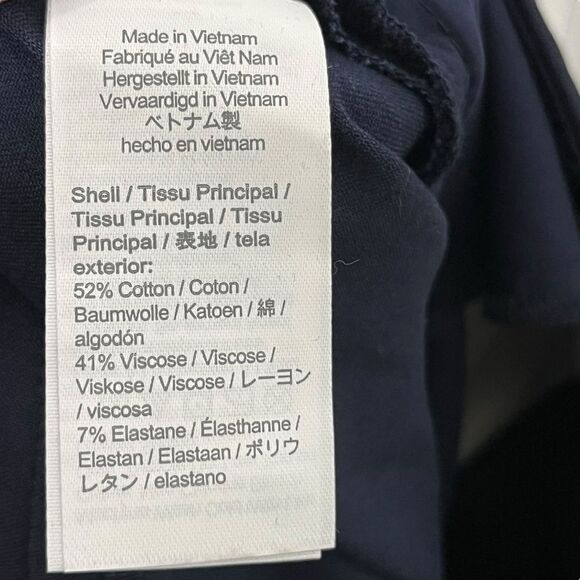 Made in Vietnam
Fabriqué au Viêt Nam
Hergestellt in Vietnam
Vervaardigd in Vietnam
ベトナム製
hecho en vietnam
Shell / Tissu Principal /
Tissu Principal / Tissu
Principal / 表地 / tela
exterior:
52% Cotton / Coton /
Baumwolle / Katoen / 綿 /
algodón
41% Viscose / Viscose /
Viskose / Viscose / レーヨン
/ viscosa
7% Elastane / Élasthanne /
Elastan / Elastaan / ポリウ
レタン / elastano